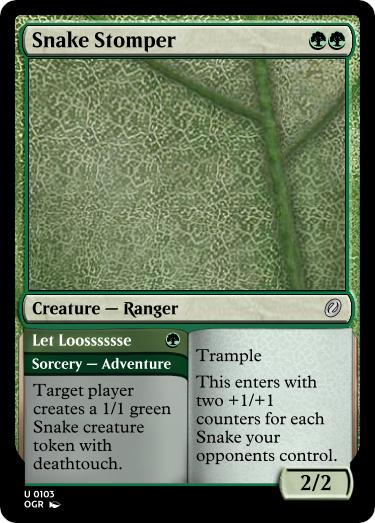 Snake Stomper
Creature — Ranger
Let Loosssssse
Sorcery — Adventure
Target player
creates a 1/1 green
Snake creature
token with
deathtouch.
Trample
This enters with
two +1/+1
counters for each
Snake your
opponents control.
2/2
U 0103
OGR